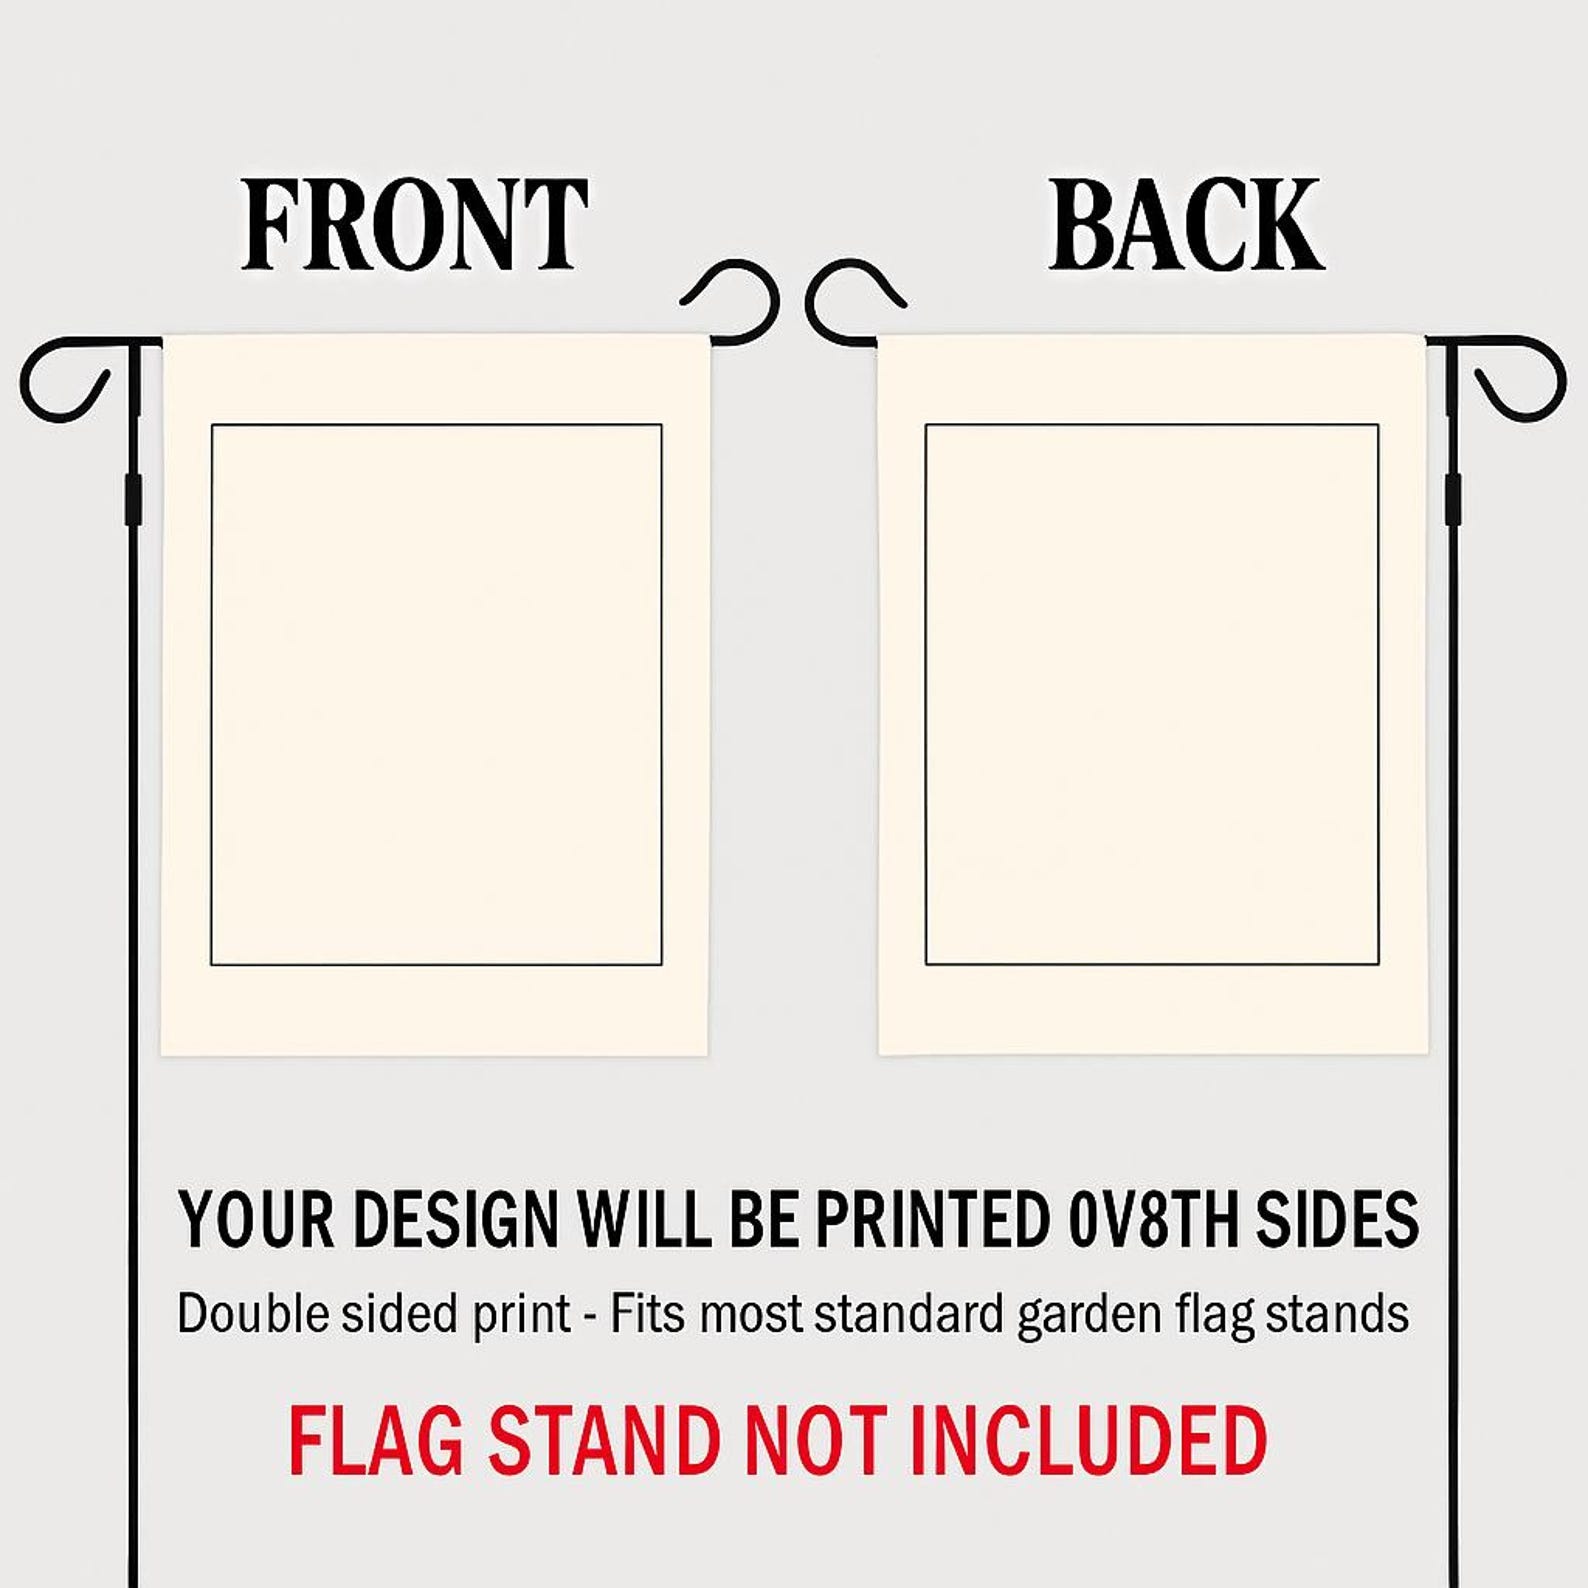 FRONT
BACK
YOUR DESIGN WILL BE PRINTED 0V8TH SIDES
Double sided print - Fits most standard garden flag stands
FLAG STAND NOT INCLUDED